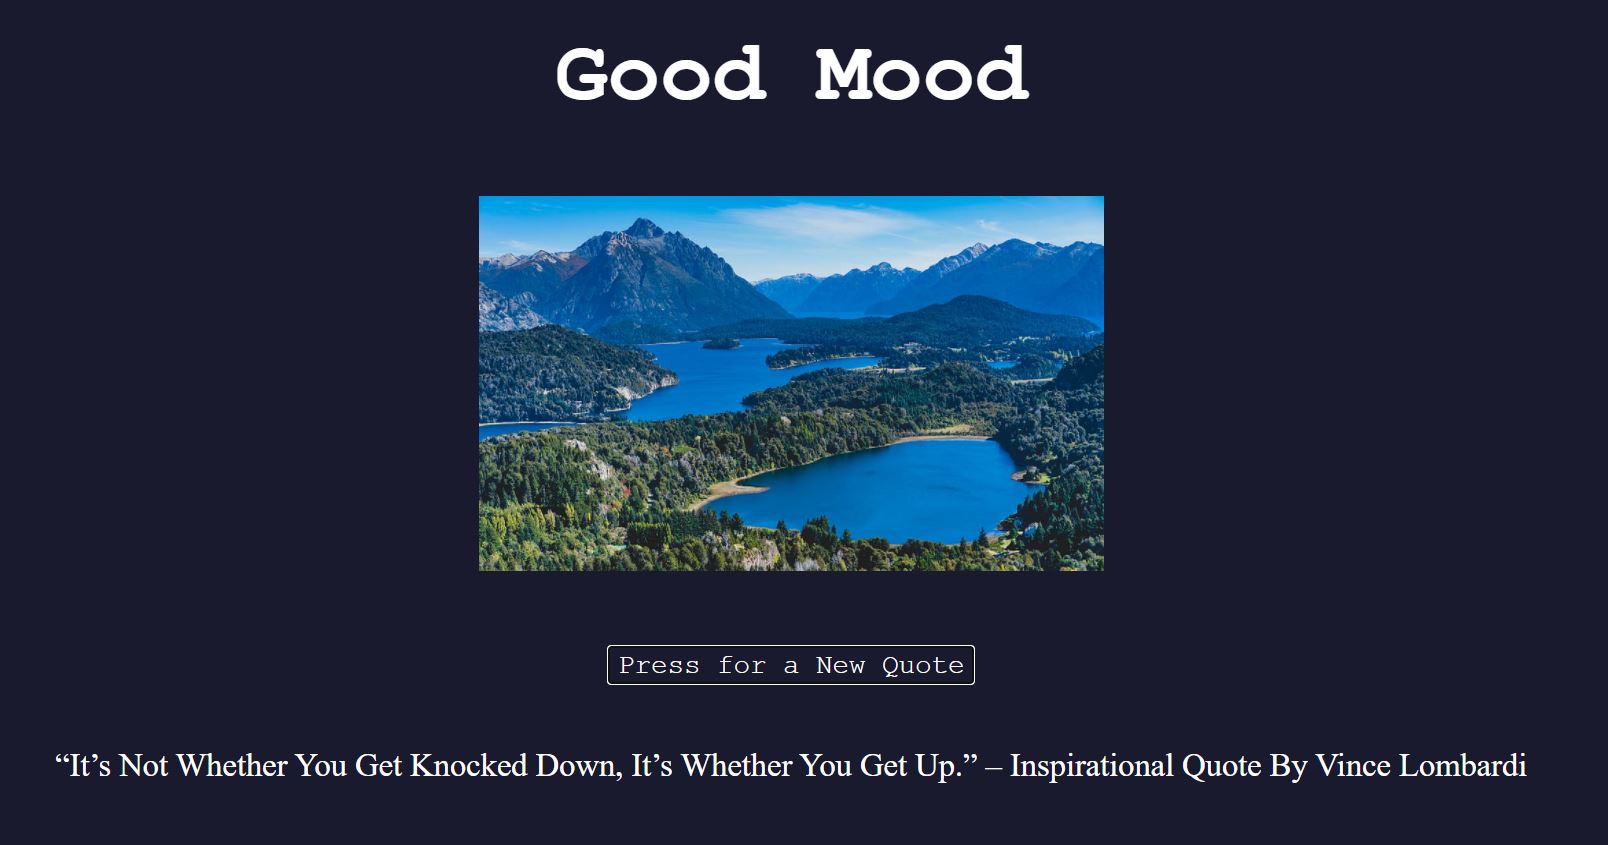 Good Mood
Press for a New Quote
“It’s Not Whether You Get Knocked Down, It’s Whether You Get Up.” – Inspirational Quote By Vince Lombardi